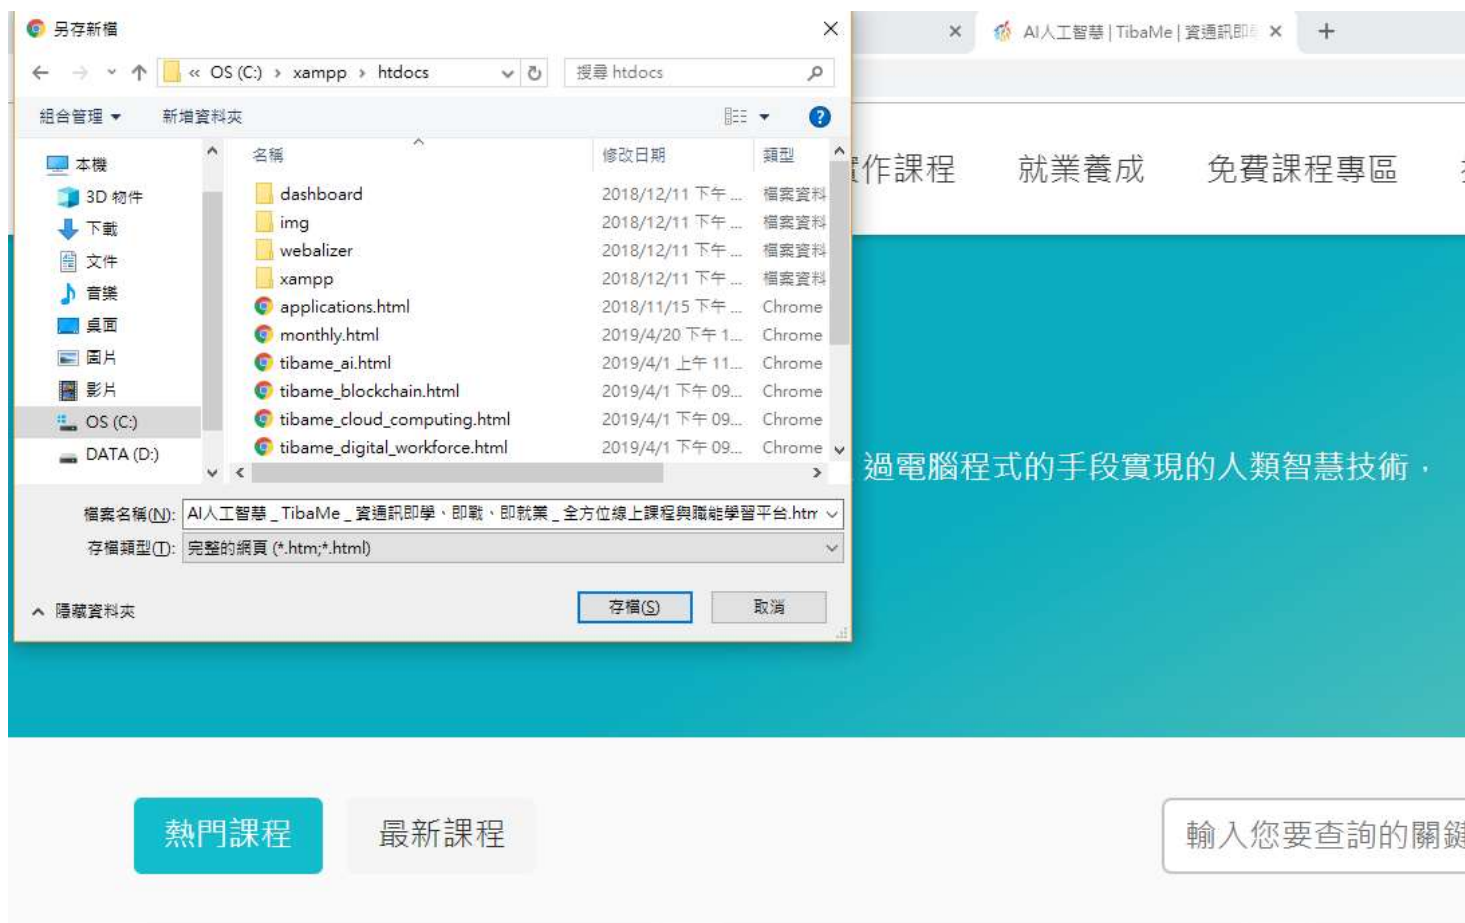 另存新檔
AI人工智慧 | TibaMe | 資通訊即
« OS (C:) › xampp › htdocs
搜尋 htdocs
組合管理
新增資料夾
作課程
就業養成
免費課程專區
本機
3D 物件
下載
文件
音樂
桌面
圖片
影片
OS (C:)
DATA (D:)
名稱 修改日期 類型
dashboard 2018/12/11 下午 ... 檔案資料
img 2018/12/11 下午 ... 檔案資料
webalizer 2018/12/11 下午 ... 檔案資料
xampp 2018/12/11 下午 ... 檔案資料
applications.html 2018/11/15 下午 ... Chrome
monthly.html 2019/4/20 下午 1... Chrome
tibame_ai.html 2019/4/1 上午 11... Chrome
tibame_blockchain.html 2019/4/1 下午 09... Chrome
tibame_cloud_computing.html 2019/4/1 下午 09... Chrome
tibame_digital_workforce.html 2019/4/1 下午 09... Chrome
過電腦程式的手段實現的人類智慧技術，
檔案名稱(N): AI人工智慧 _ TibaMe _ 資通訊即學、即戰、即就業 _ 全方位線上課程與職能學習平台.htm
存檔類型(T): 完整的網頁 (*.htm;*.html)
隱藏資料夾
存檔(S)
取消
熱門課程
最新課程
輸入您要查詢的關鍵